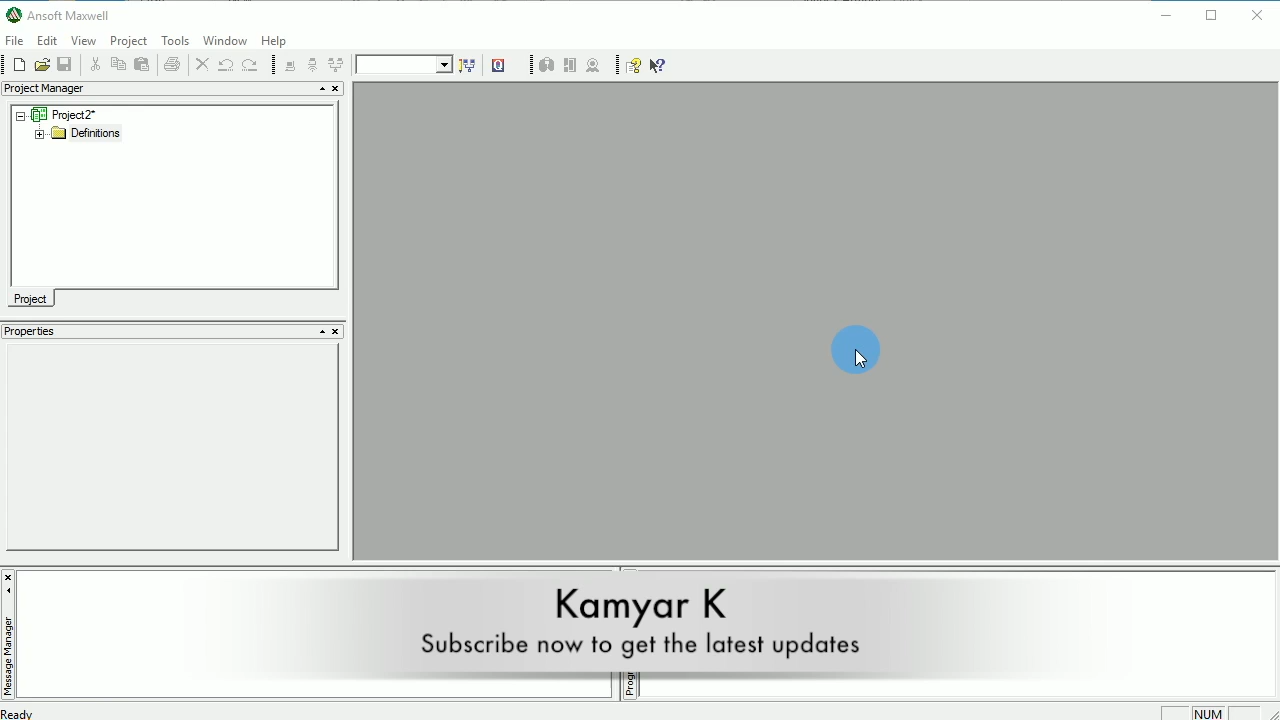 Ansoft Maxwell
File Edit View Project Tools Window Help
Project Manager
Project2*
Definitions
Project
Properties
Message Manager
Kamyar K
Subscribe now to get the latest updates
Ready
NUM